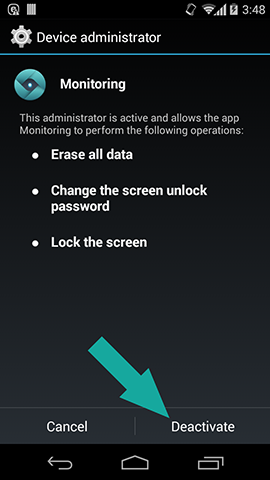 3:48
Device administrator
Monitoring
This administrator is active and allows the app
Monitoring to perform the following operations:
● Erase all data
● Change the screen unlock
password
● Lock the screen
Cancel Deactivate